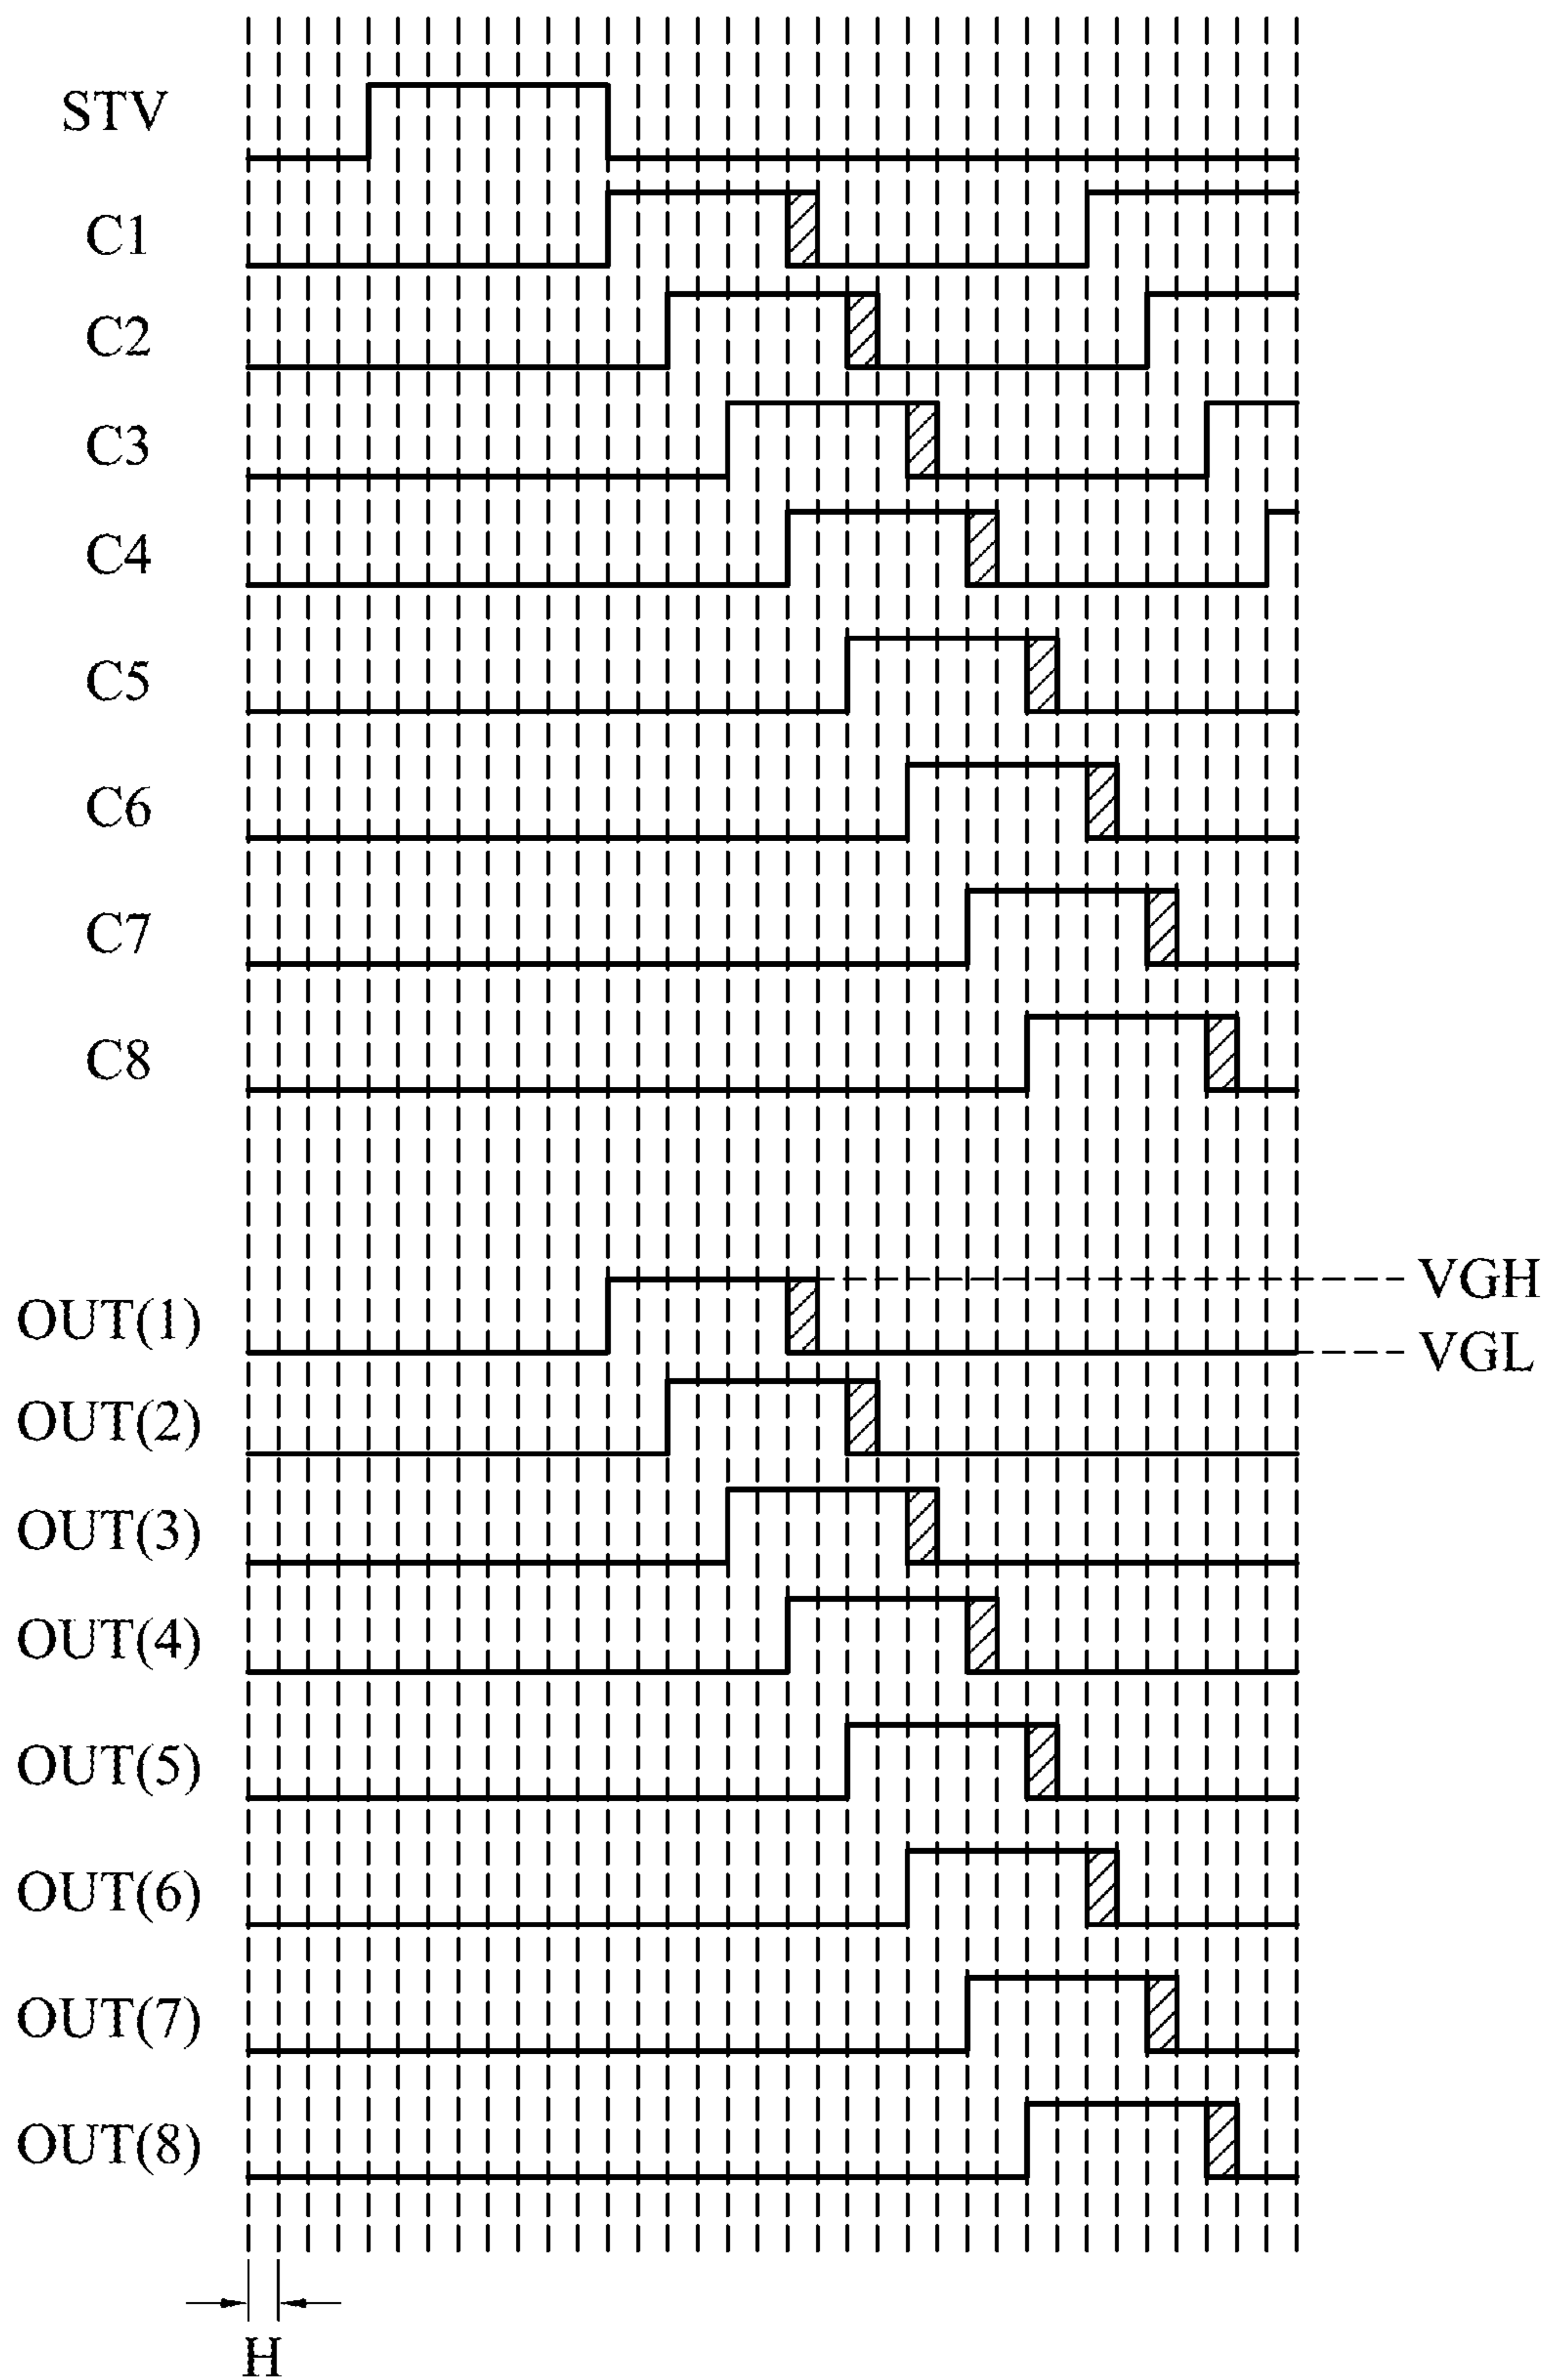 STV
C1
C2
C3
C4
C5
C6
C7
C8
VGH
OUT(1)
VGL
OUT(2)
OUT(3)
OUT(4)
OUT(5)
OUT(6)
OUT(7)
OUT(8)
H